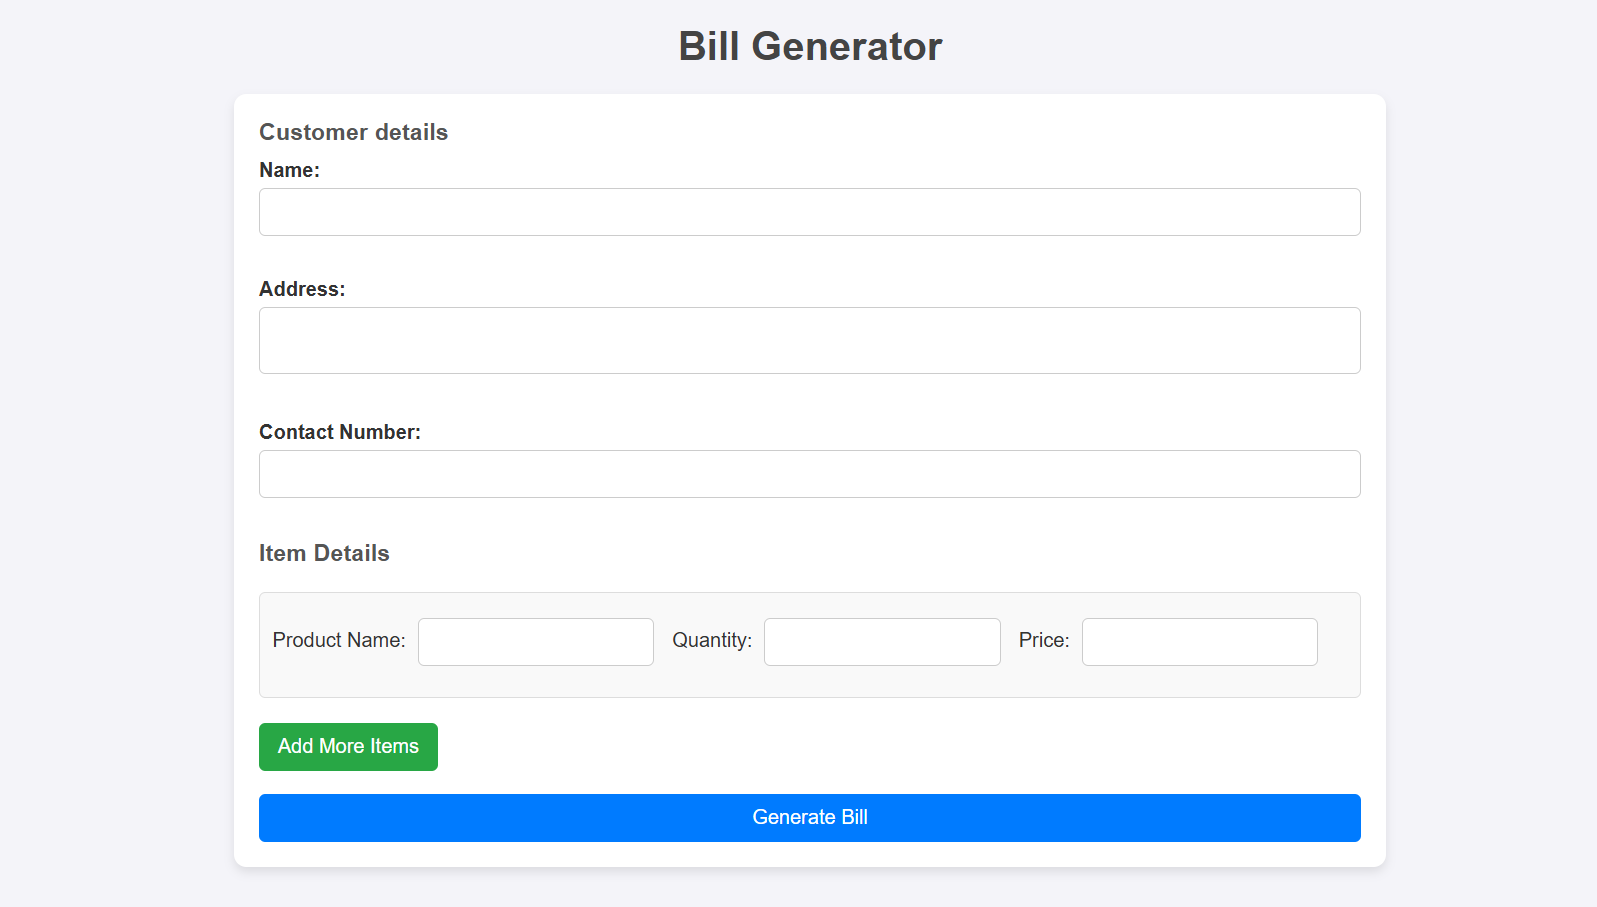 Bill Generator
Customer details
Name:
Address:
Contact Number:
Item Details
Product Name: Quantity: Price:
Add More Items
Generate Bill